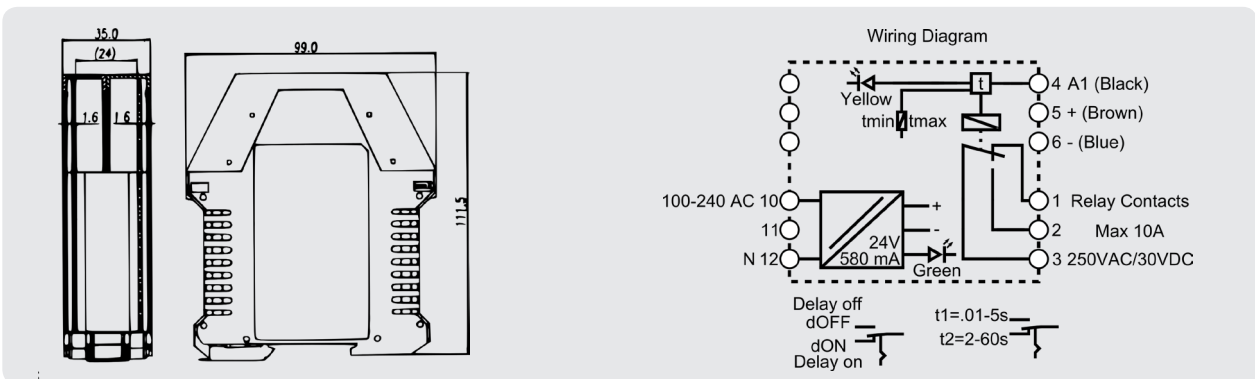 35.0
(24)
1.6 1.6
99.0
111.5
Wiring Diagram
Yellow
tmin tmax
t
4 A1 (Black)
5 + (Brown)
6 - (Blue)
100-240 AC 10
11
N 12
+
-
24V
580 mA
Green
1 Relay Contacts
2 Max 10A
3 250VAC/30VDC
Delay off
dOFF
dON
Delay on
t1=.01-5s
t2=2-60s